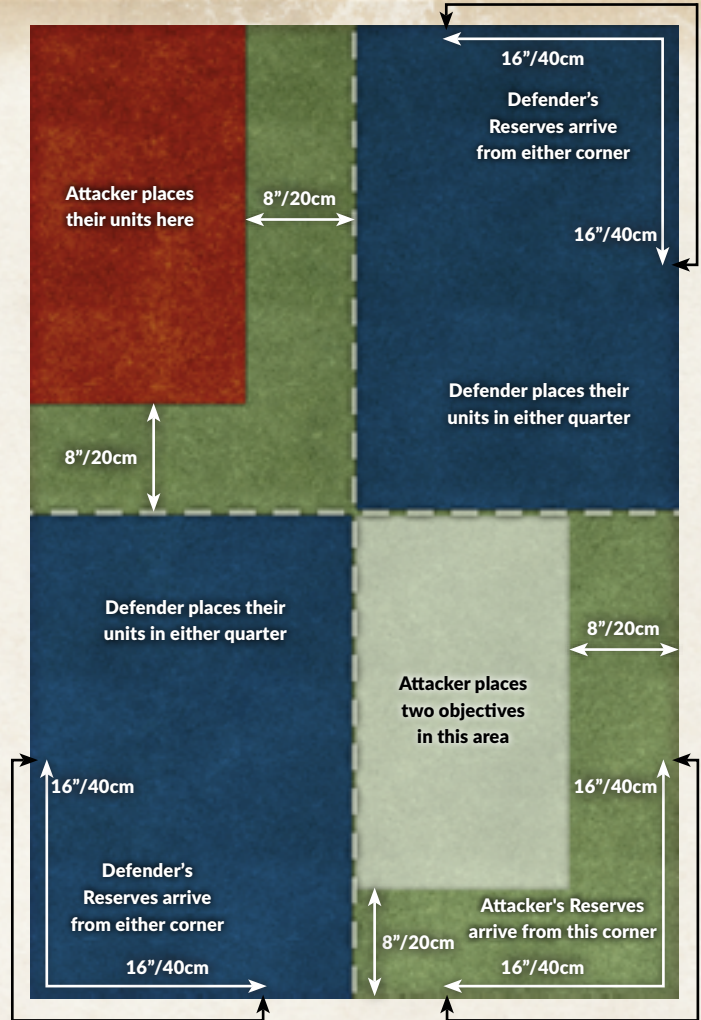 16”/40cm
Defender’s
Reserves arrive
from either corner
16”/40cm
Attacker places
their units here
8”/20cm
Defender places their
units in either quarter
8”/20cm
Defender places their
units in either quarter
8”/20cm
Attacker places
two objectives
in this area
16”/40cm
Defender’s
Reserves arrive
from either corner
16”/40cm
16”/40cm
Attacker's Reserves
arrive from this corner
8”/20cm
16”/40cm